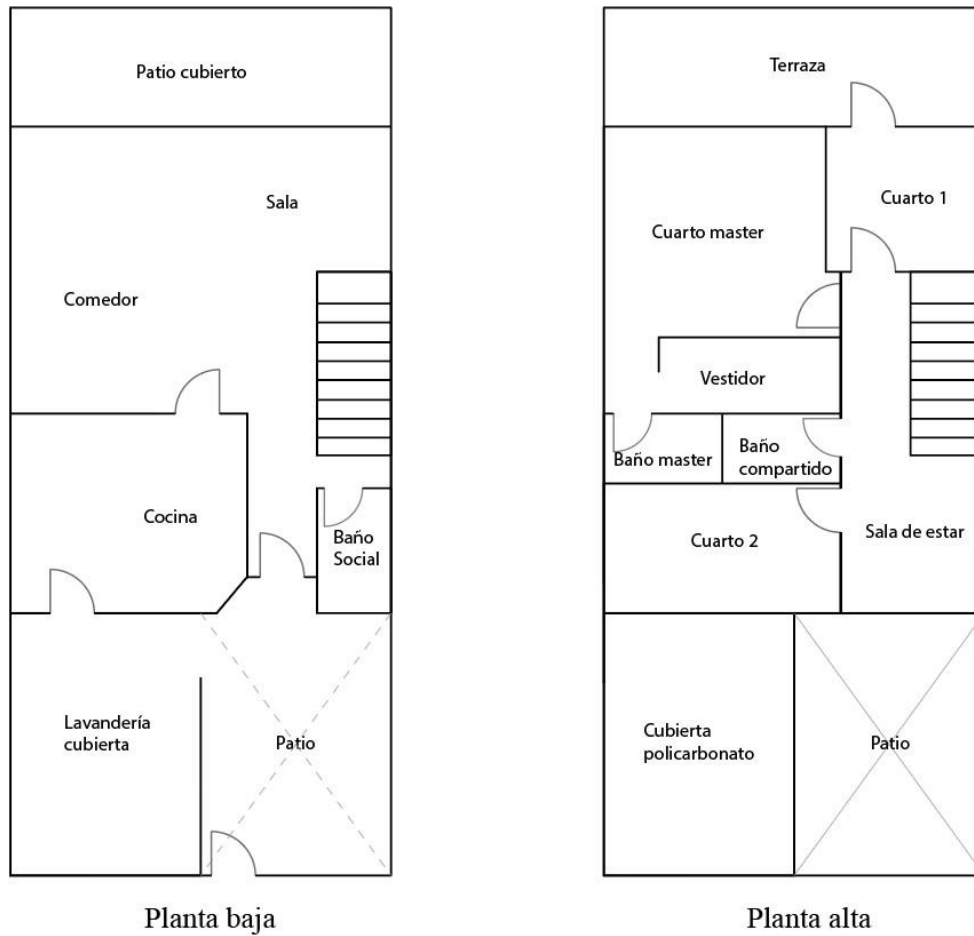 Patio cubierto
Sala
Comedor
Cocina
Baño
Social
Lavandería
cubierta
Patio
Planta baja
Terraza
Cuarto 1
Cuarto master
Vestidor
Baño master
Baño
compartido
Cuarto 2
Sala de estar
Cubierta
policarbonato
Patio
Planta alta